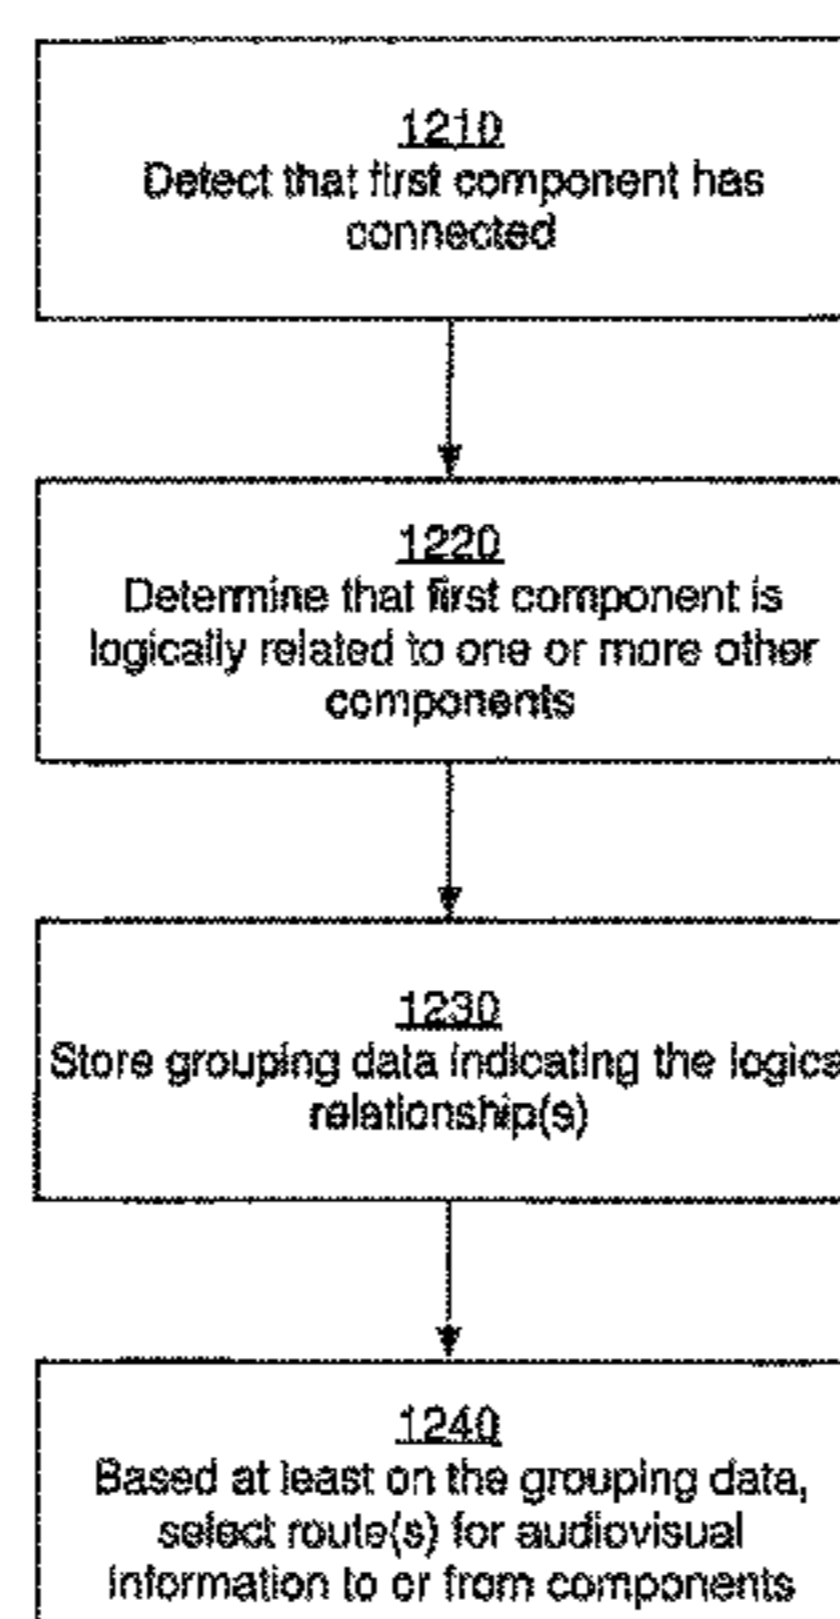 1210
Detect that first component has
connected
1220
Determine that first component is
logically related to one or more other
components
1230
Store grouping data indicating the logica
relationship(s)
1240
Based at least on the grouping data,
select route(s) for audiovisual
information to or from components